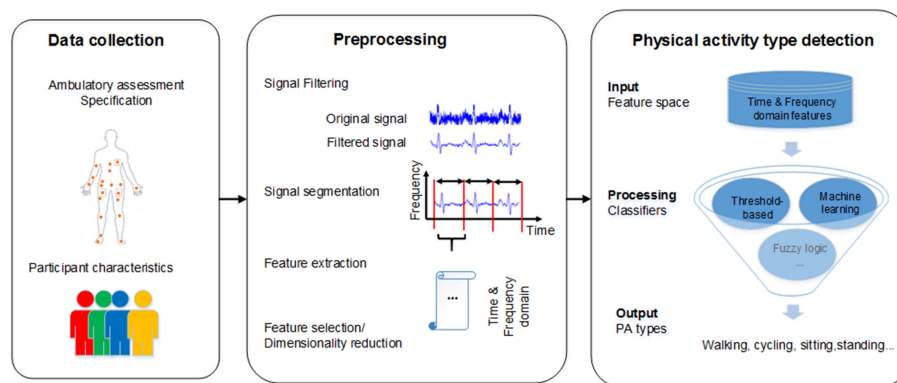 Data collection
Ambulatory assessment
Specification
Participant characteristics
Preprocessing
Signal Filtering
Original signal
Filtered signal
Signal segmentation
Frequency
Time
Feature extraction
...
Time &
Frequency
domain
Feature selection/
Dimensionality reduction
Physical activity type detection
Input
Feature space
Time & Frequency
domain features
Processing
Classifiers
Threshold-
based
Machine
learning
Fuzzy logic
...
Output
PA types
Walking, cycling, sitting,standing...